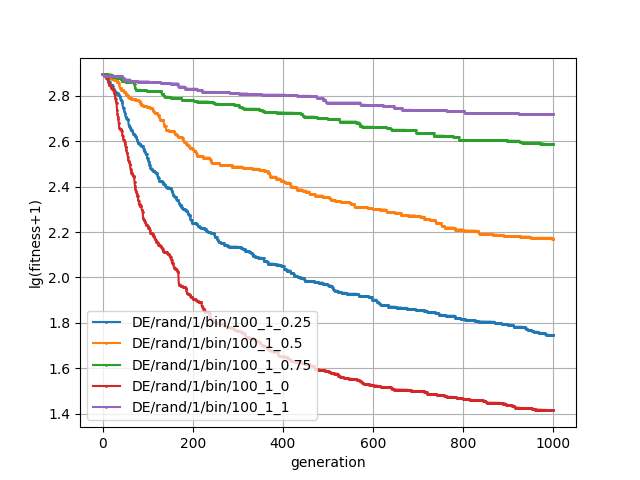 lg(fitness+1)
2.8
2.6
2.4
2.2
2.0
1.8
1.6
1.4
DE/rand/1/bin/100_1_0.25
DE/rand/1/bin/100_1_0.5
DE/rand/1/bin/100_1_0.75
DE/rand/1/bin/100_1_0
DE/rand/1/bin/100_1_1
0 200 400 600 800 1000
generation